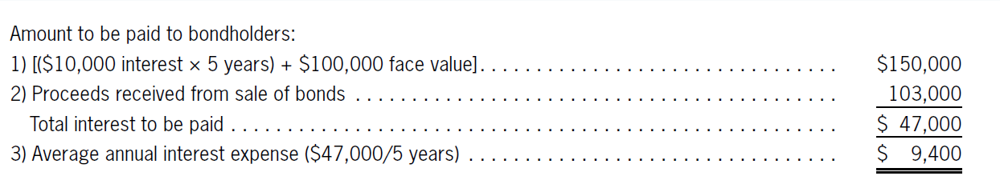 Amount to be paid to bondholders:
1) [($10,000 interest × 5 years) + $100,000 face value]. . . . . . . . . . . . . . . . . . . . . . . . . . . . . . . . $150,000
2) Proceeds received from sale of bonds . . . . . . . . . . . . . . . . . . . . . . . . . . . . . . . . . . . . . . . . . . . 103,000
Total interest to be paid . . . . . . . . . . . . . . . . . . . . . . . . . . . . . . . . . . . . . . . . . . . . . . . . . . . . . . $ 47,000
3) Average annual interest expense ($47,000/5 years) . . . . . . . . . . . . . . . . . . . . . . . . . . . . . . . . . $ 9,400